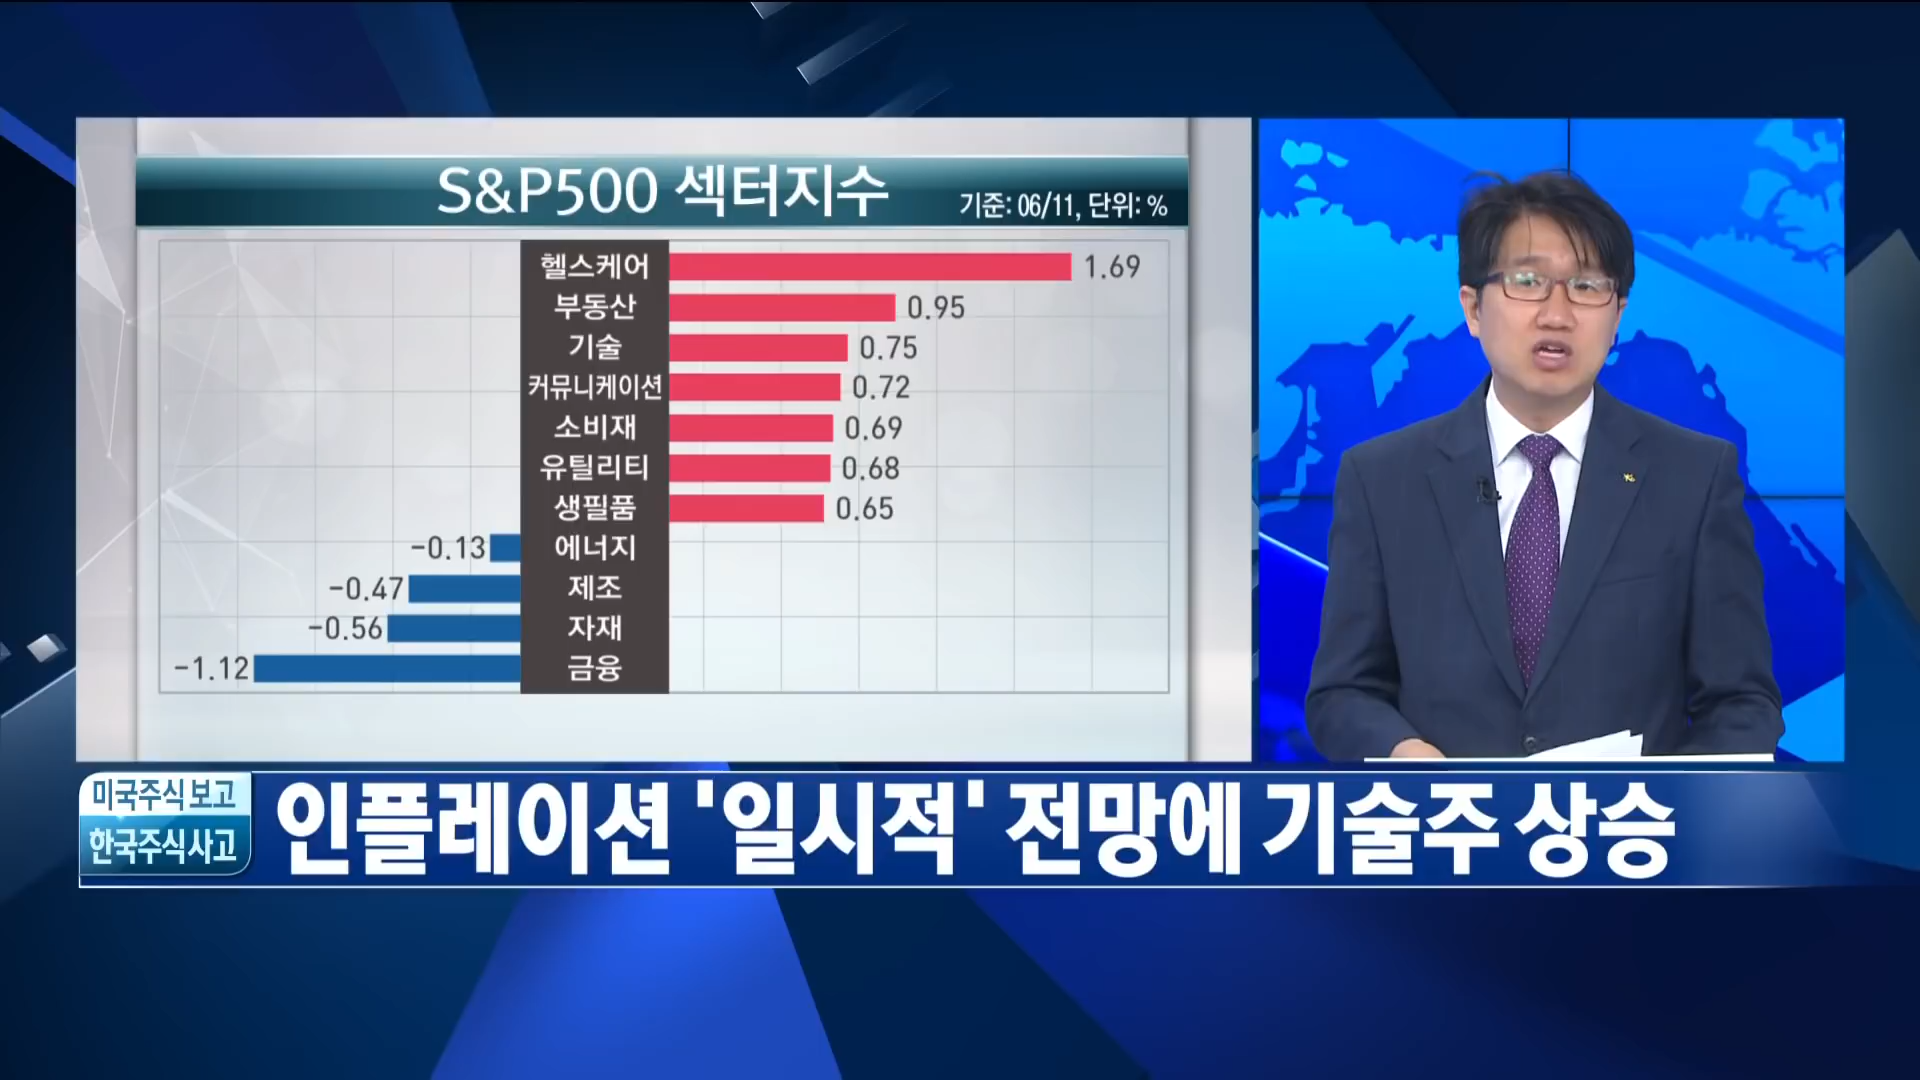 S&P500 섹터지수
기준: 06/11, 단위: %
헬스케어 1.69
부동산 0.95
기술 0.75
커뮤니케이션 0.72
소비재 0.69
유틸리티 0.68
생필품 0.65
-0.13 에너지
-0.47 제조
-0.56 자재
-1.12 금융
미국주식 보고
한국주식 사고
인플레이션 '일시적' 전망에 기술주 상승